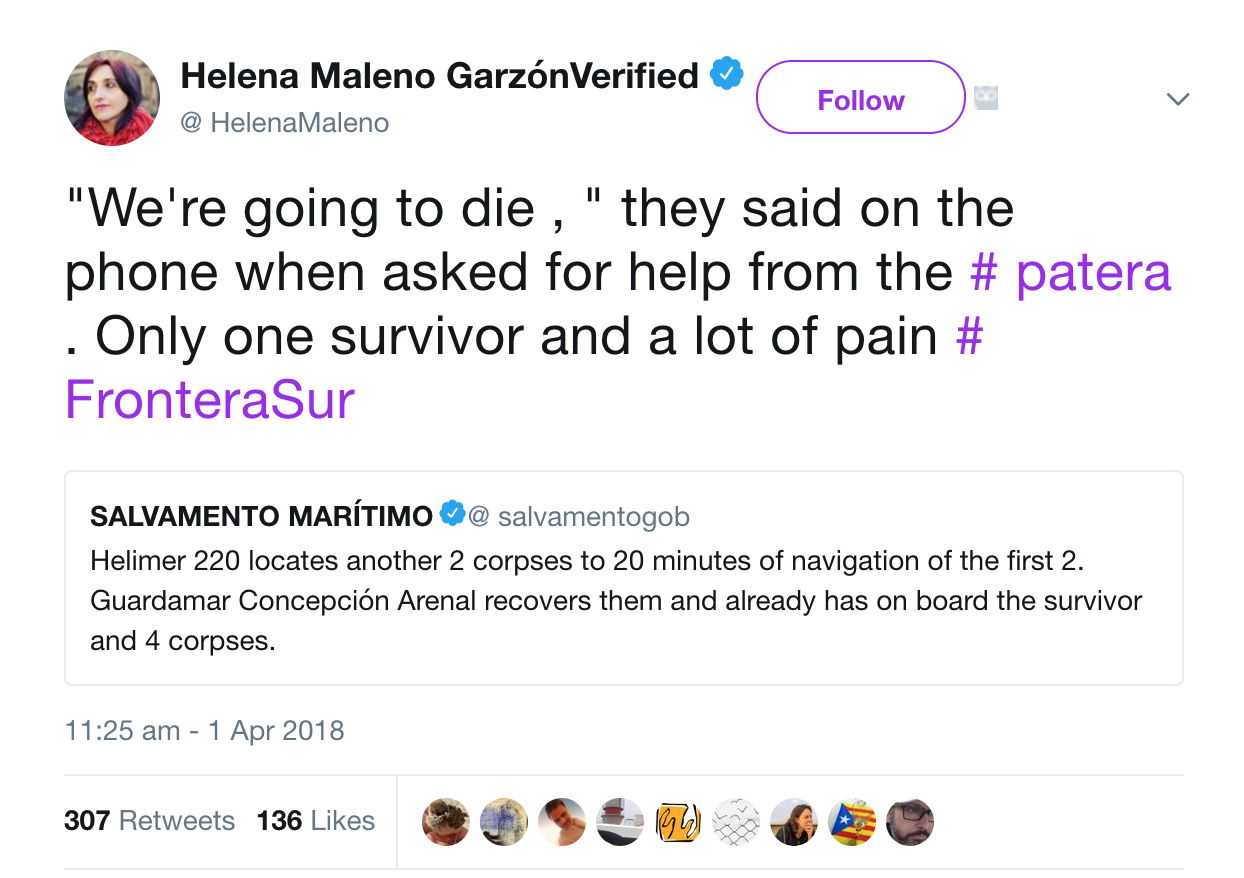 Helena Maleno GarzónVerified
@ HelenaMaleno
Follow
"We're going to die , " they said on the
phone when asked for help from the # patera
. Only one survivor and a lot of pain #
FronteraSur
SALVAMENTO MARÍTIMO @ salvamentogob
Helimer 220 locates another 2 corpses to 20 minutes of navigation of the first 2.
Guardamar Concepción Arenal recovers them and already has on board the survivor
and 4 corpses.
11:25 am - 1 Apr 2018
307 Retweets 136 Likes